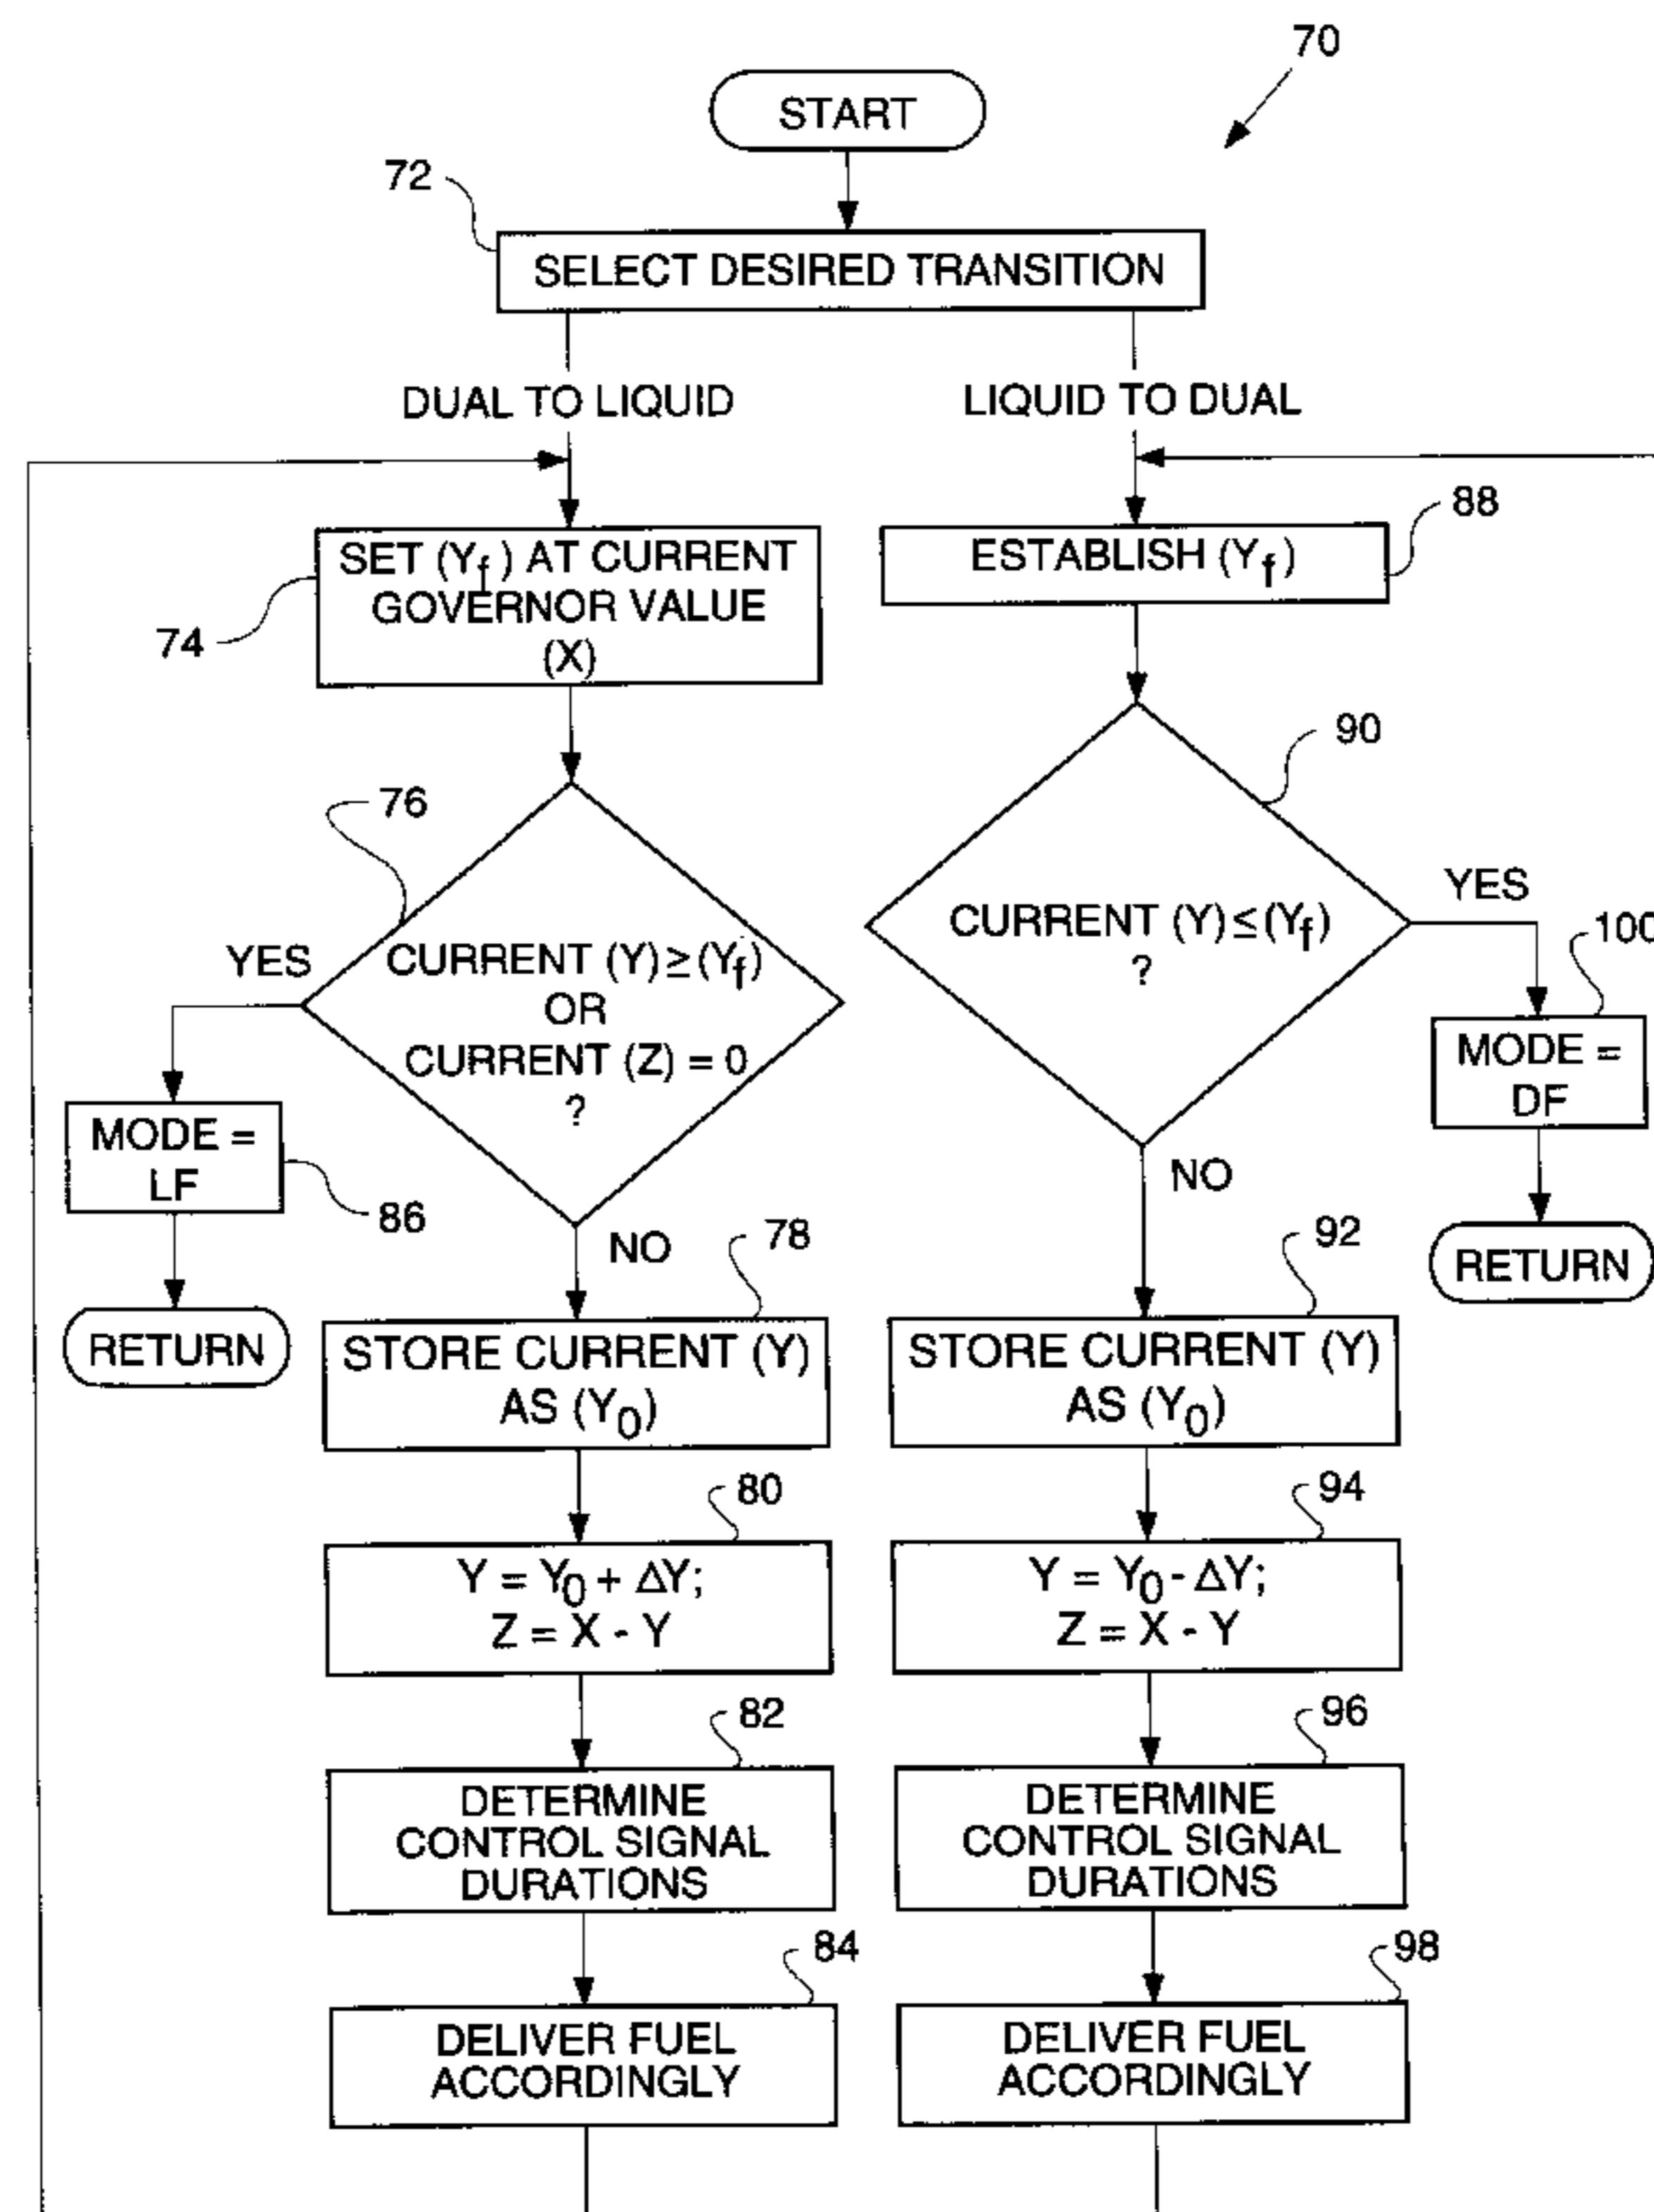 70
START
72
SELECT DESIRED TRANSITION
DUAL TO LIQUID
LIQUID TO DUAL
SET (Yf) AT CURRENT
GOVERNOR VALUE
(X)
74
ESTABLISH (Yf)
88
76
CURRENT (Y) ≥ (Yf)
OR
CURRENT (Z) = 0
?
YES
NO
90
CURRENT (Y) ≤ (Yf)
?
YES
NO
100
MODE =
LF
86
RETURN
MODE =
DF
RETURN
78
STORE CURRENT (Y)
AS (Y0)
92
STORE CURRENT (Y)
AS (Y0)
80
Y = Y0 + ΔY;
Z = X - Y
94
Y = Y0 - ΔY;
Z = X - Y
82
DETERMINE
CONTROL SIGNAL
DURATIONS
96
DETERMINE
CONTROL SIGNAL
DURATIONS
84
DELIVER FUEL
ACCORDINGLY
98
DELIVER FUEL
ACCORDINGLY